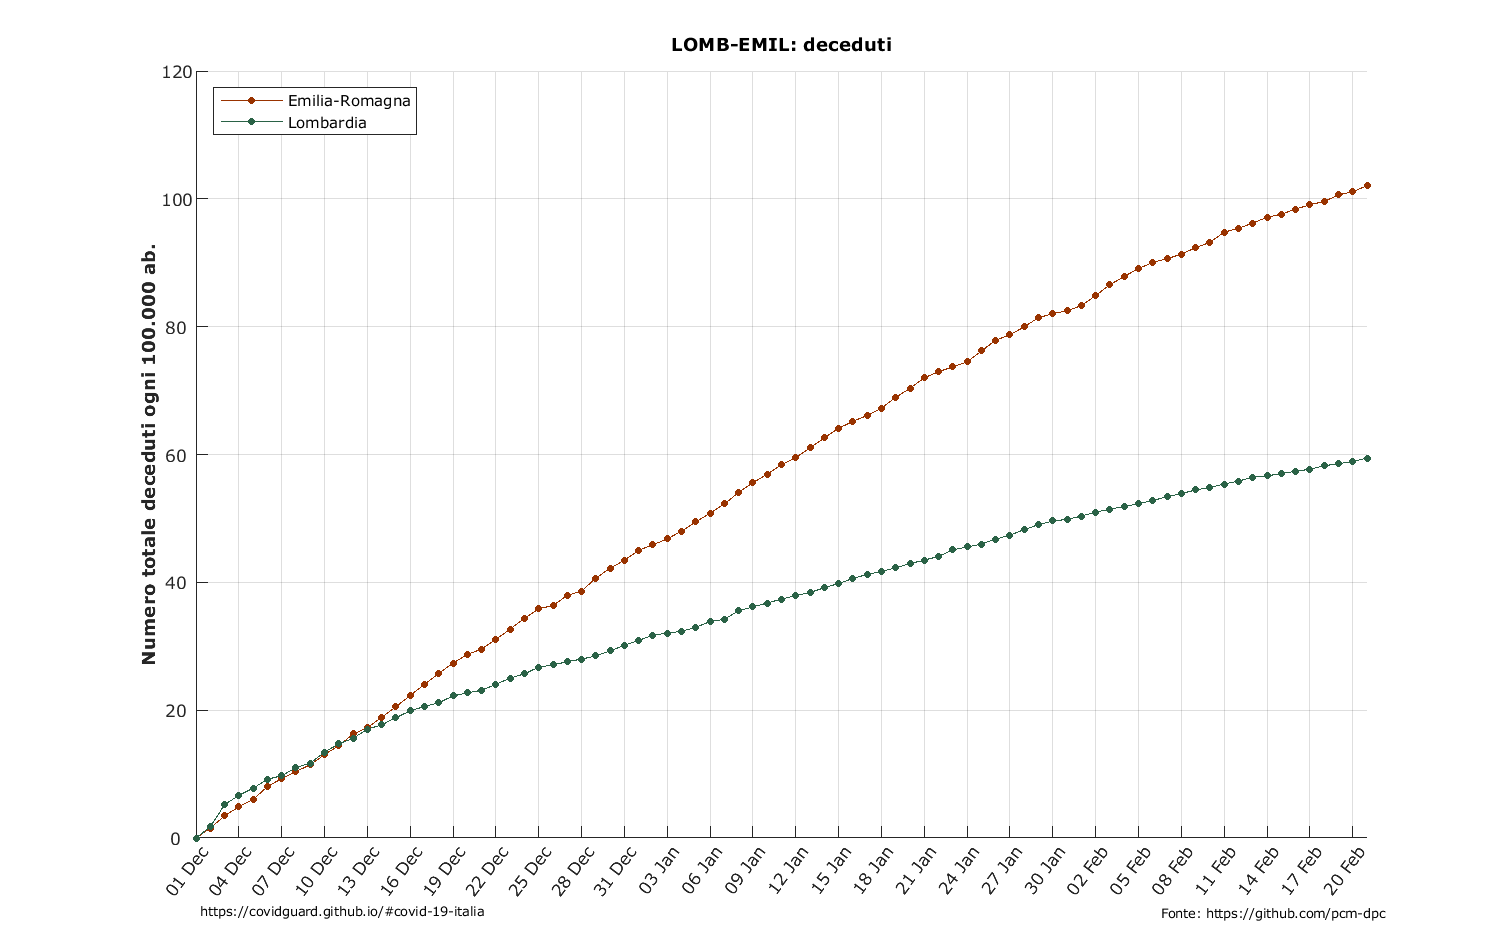 LOMB-EMIL: deceduti
Emilia-Romagna
Lombardia
Numero totale deceduti ogni 100.000 ab.
120
100
80
60
40
20
0
01 Dec
04 Dec
07 Dec
10 Dec
13 Dec
16 Dec
19 Dec
22 Dec
25 Dec
28 Dec
31 Dec
03 Jan
06 Jan
09 Jan
12 Jan
15 Jan
18 Jan
21 Jan
24 Jan
27 Jan
30 Jan
02 Feb
05 Feb
08 Feb
11 Feb
14 Feb
17 Feb
20 Feb
https://covidguard.github.io/#covid-19-italia
Fonte: https://github.com/pcm-dpc